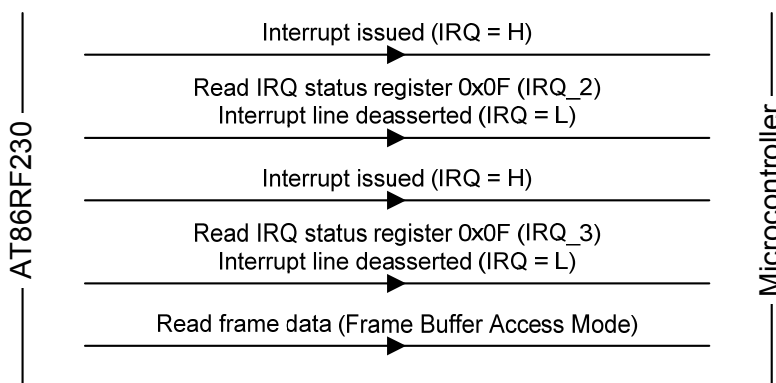 Interrupt issued (IRQ = H)
Read IRQ status register 0x0F (IRQ_2)
Interrupt line deasserted (IRQ = L)
Interrupt issued (IRQ = H)
Read IRQ status register 0x0F (IRQ_3)
Interrupt line deasserted (IRQ = L)
Read frame data (Frame Buffer Access Mode)
AT86RF230
Microcontroller